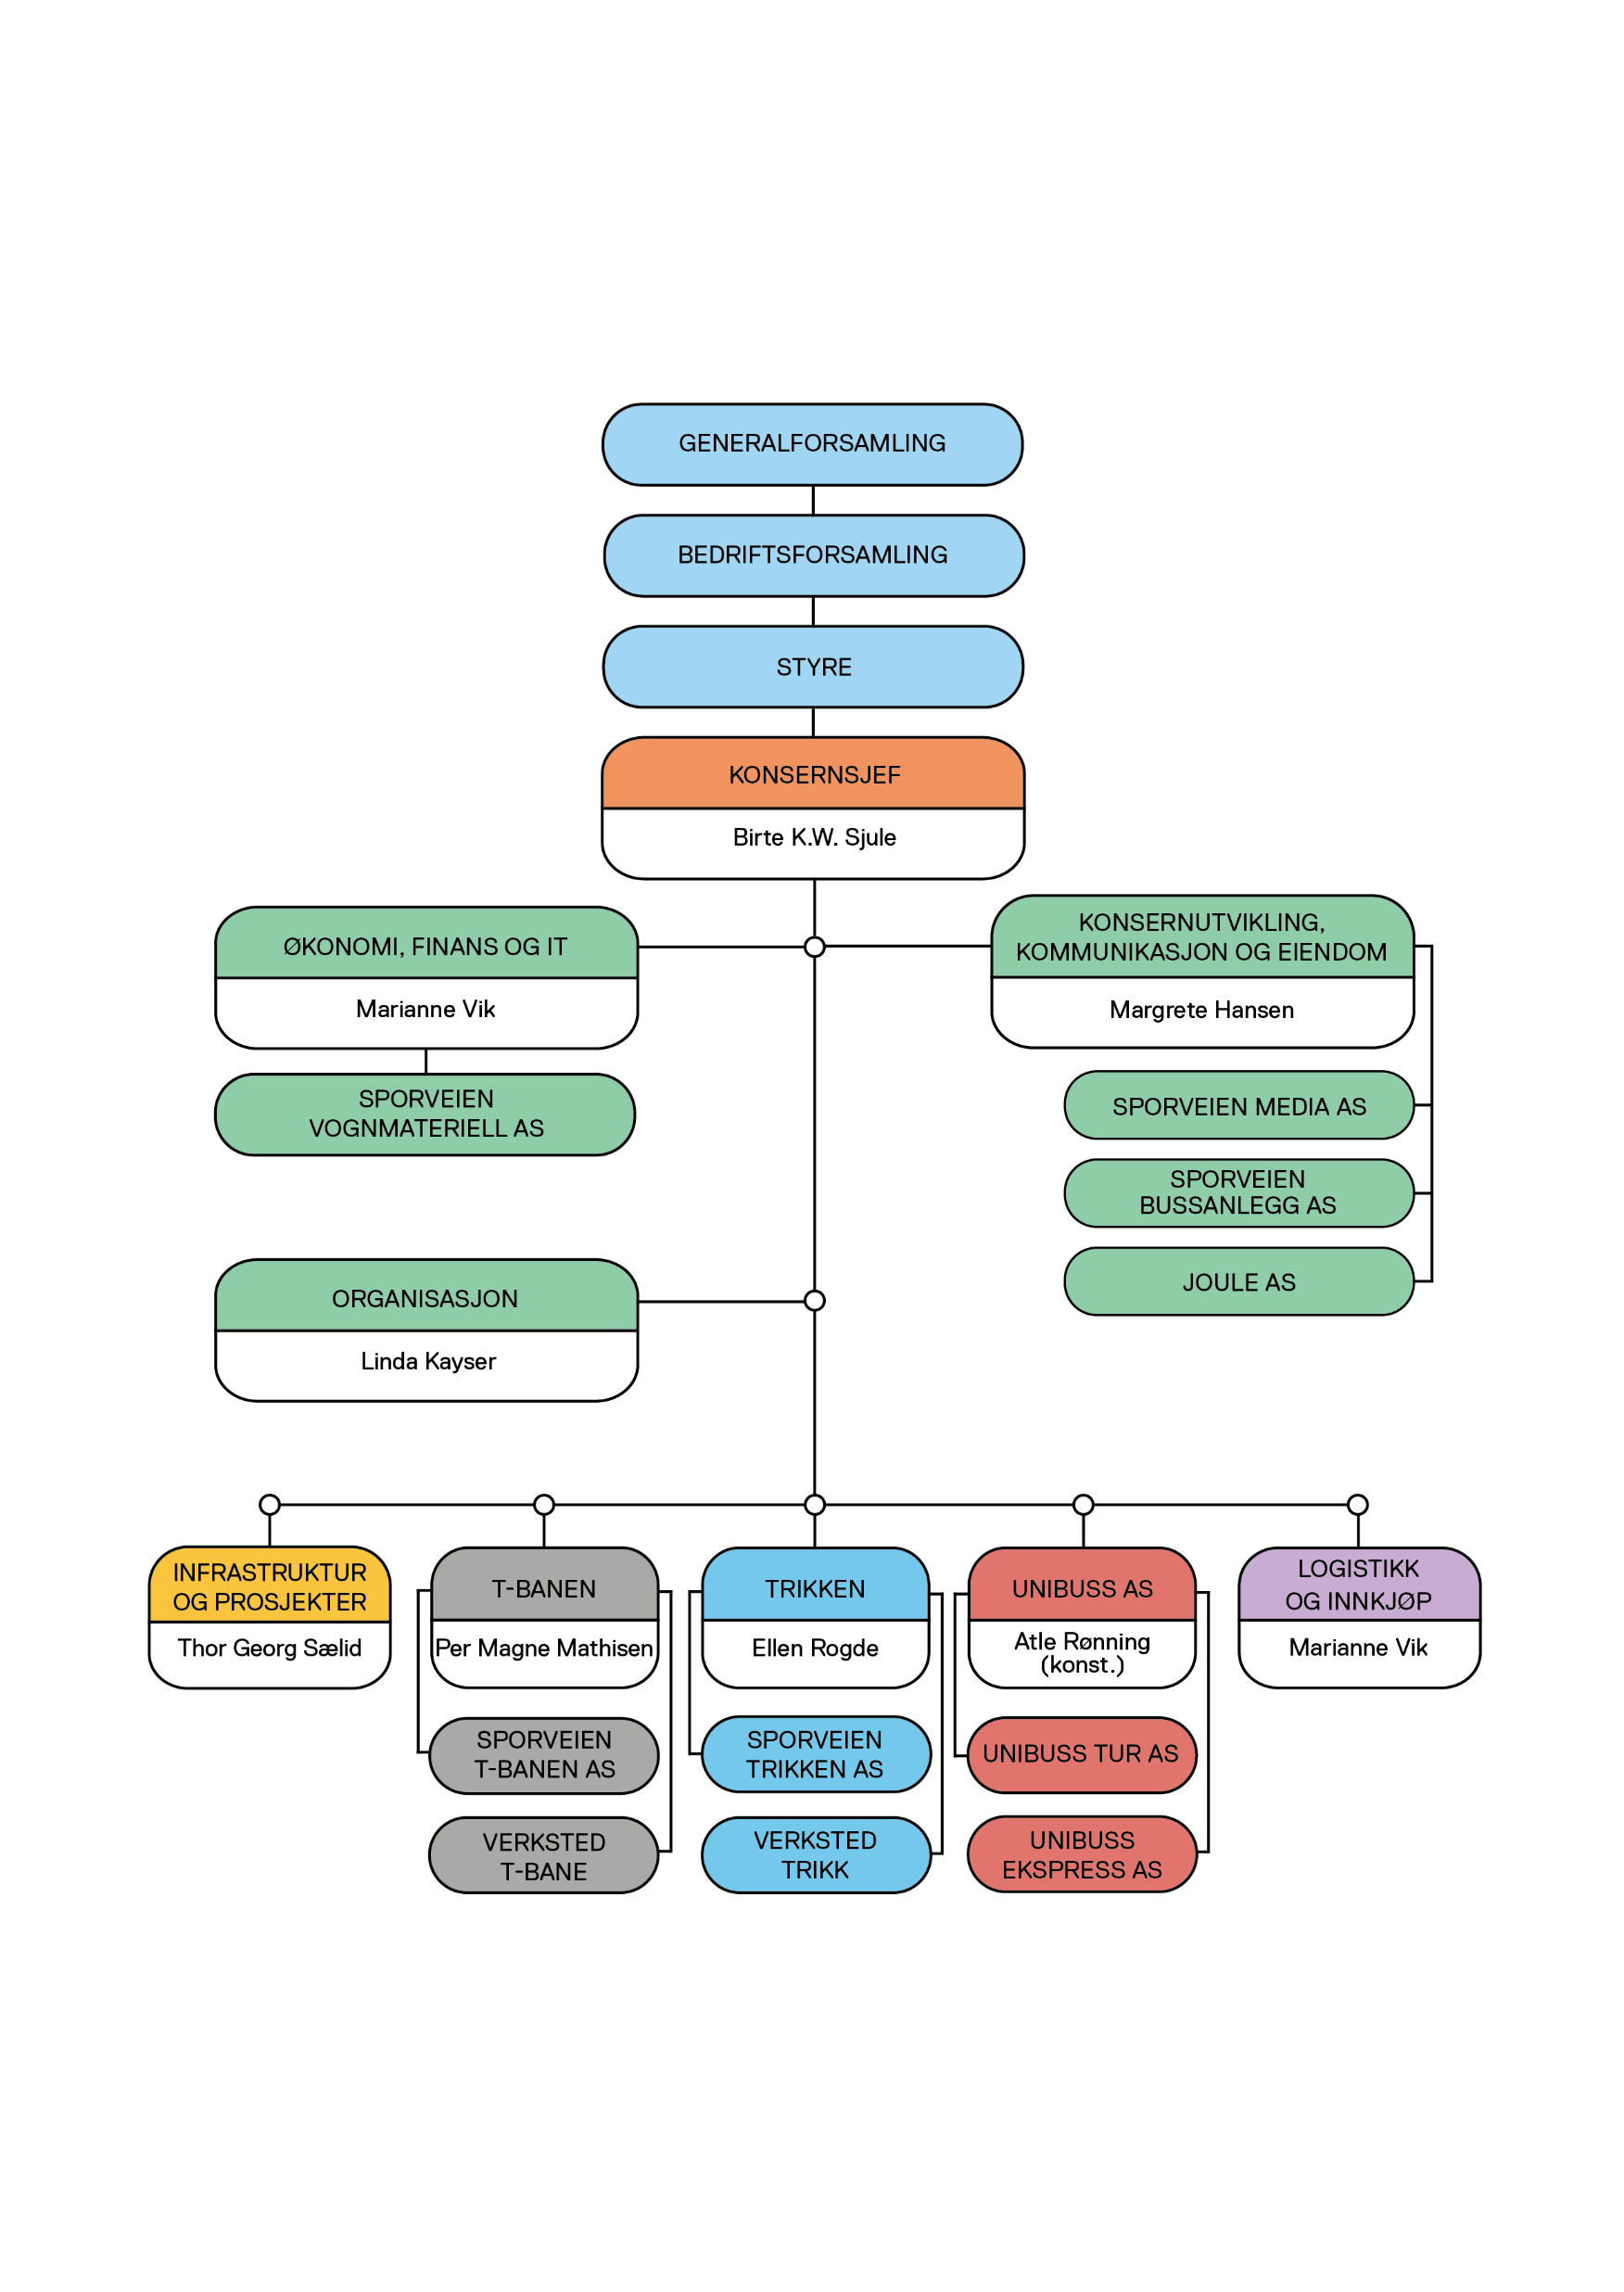 GENERALFORSAMLING
BEDRIFTSFORSAMLING
STYRE
KONSERNSJEF
Birte K.W. Sjule
ØKONOMI, FINANS OG IT
Marianne Vik
SPORVEIEN
VOGNMATERIELL AS
KONSERNUTVIKLING,
KOMMUNIKASJON OG EIENDOM
Margrete Hansen
SPORVEIEN MEDIA AS
SPORVEIEN
BUSSANLEGG AS
JOULE AS
ORGANISASJON
Linda Kayser
INFRASTRUKTUR
OG PROSJEKTER
Thor Georg Sælid
T-BANEN
Per Magne Mathisen
SPORVEIEN
T-BANEN AS
VERKSTED
T-BANE
TRIKKEN
Ellen Rogde
SPORVEIEN
TRIKKEN AS
VERKSTED
TRIKK
UNIBUSS AS
Atle Rønning
(konst.)
UNIBUSS TUR AS
UNIBUSS
EKSPRESS AS
LOGISTIKK
OG INNKJØP
Marianne Vik